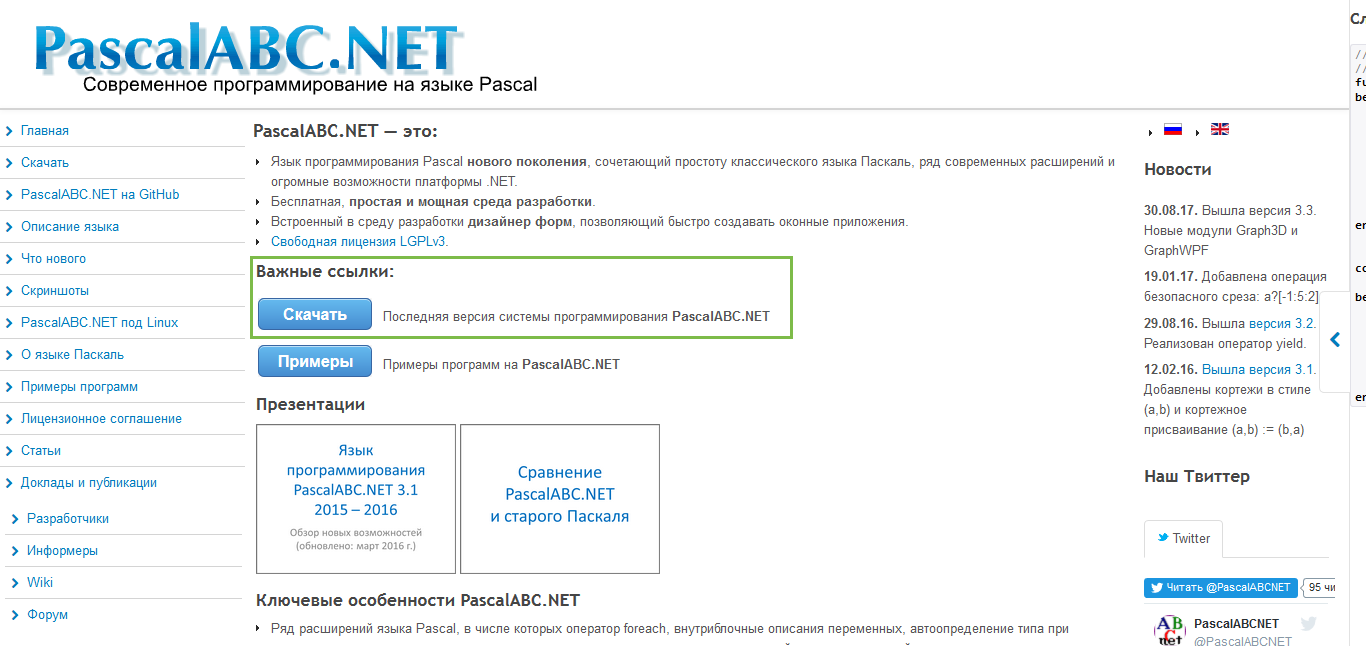 PascalABC.NET
Современное программирование на языке Pascal
Главная
Скачать
PascalABC.NET на GitHub
Описание языка
Что нового
Скриншоты
PascalABC.NET под Linux
О языке Паскаль
Примеры программ
Лицензионное соглашение
Статьи
Доклады и публикации
Разработчики
Информеры
Wiki
Форум
PascalABC.NET — это:
Язык программирования Pascal нового поколения, сочетающий простоту классического языка Паскаль, ряд современных расширений и
огромные возможности платформы .NET.
Бесплатная, простая и мощная среда разработки.
Встроенный в среду разработки дизайнер форм, позволяющий быстро создавать оконные приложения.
Свободная лицензия LGPLv3.
Важные ссылки:
Скачать Последняя версия системы программирования PascalABC.NET
Примеры Примеры программ на PascalABC.NET
Презентации
Язык
программирования
PascalABC.NET 3.1
2015 – 2016
Обзор новых возможностей
(обновлено: март 2016 г.)
Сравнение
PascalABC.NET
и старого Паскаля
Ключевые особенности PascalABC.NET
Ряд расширений языка Pascal, в числе которых оператор foreach, внутриблочные описания переменных, автоопределение типа при
Новости
30.08.17. Вышла версия 3.3.
Новые модули Graph3D и
GraphWPF
19.01.17. Добавлена операция
безопасного среза: a?[-1:5:2]
29.08.16. Вышла версия 3.2.
Реализован оператор yield.
12.02.16. Вышла версия 3.1.
Добавлены кортежи в стиле
(a,b) и кортежное
присваивание (a,b) := (b,a)
Наш Твиттер
Twitter
Читать @PascalABCNET 95 чи
ABC
net
PascalABCNET
@PascalABCNET
Сл
//
//
fu
be
en
co
be
en